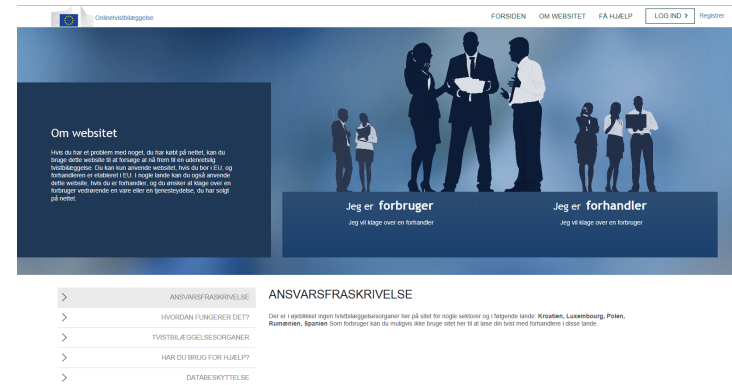 Onlinetvistbilæggelse
FORSIDEN OM WEBSITET FÅ HJÆLP LOG IND > Registrer
Om websitet
Hvis du har et problem med noget, du har købt på nettet, kan du
bruge dette website til at forsøge at nå frem til en udenretslig
tvistbilæggelse. Du kan kun anvende websitet, hvis du bor i EU, og
forhandleren er etableret i EU. I nogle lande kan du også anvende
dette website, hvis du er forhandler, og du ønsker at klage over en
forbruger vedrørende en vare eller en tjenesteydelse, du har solgt
på nettet.
Jeg er forbruger
Jeg vil klage over en forhandler
Jeg er forhandler
Jeg vil klage over en forbruger
ANSVARSFRASKRIVELSE
HVORDAN FUNGERER DET?
TVISTBILÆGGELSESORGANER
HAR DU BRUG FOR HJÆLP?
DATABESKYTTELSE
ANSVARSFRASKRIVELSE
Der er i øjeblikket ingen tvistbilæggelsesorganer her på sitet for nogle sektorer og i følgende lande: Kroatien, Luxembourg, Polen,
Rumænien, Spanien Som forbruger kan du muligvis ikke bruge sitet her til at løse din tvist med forhandlere i disse lande.